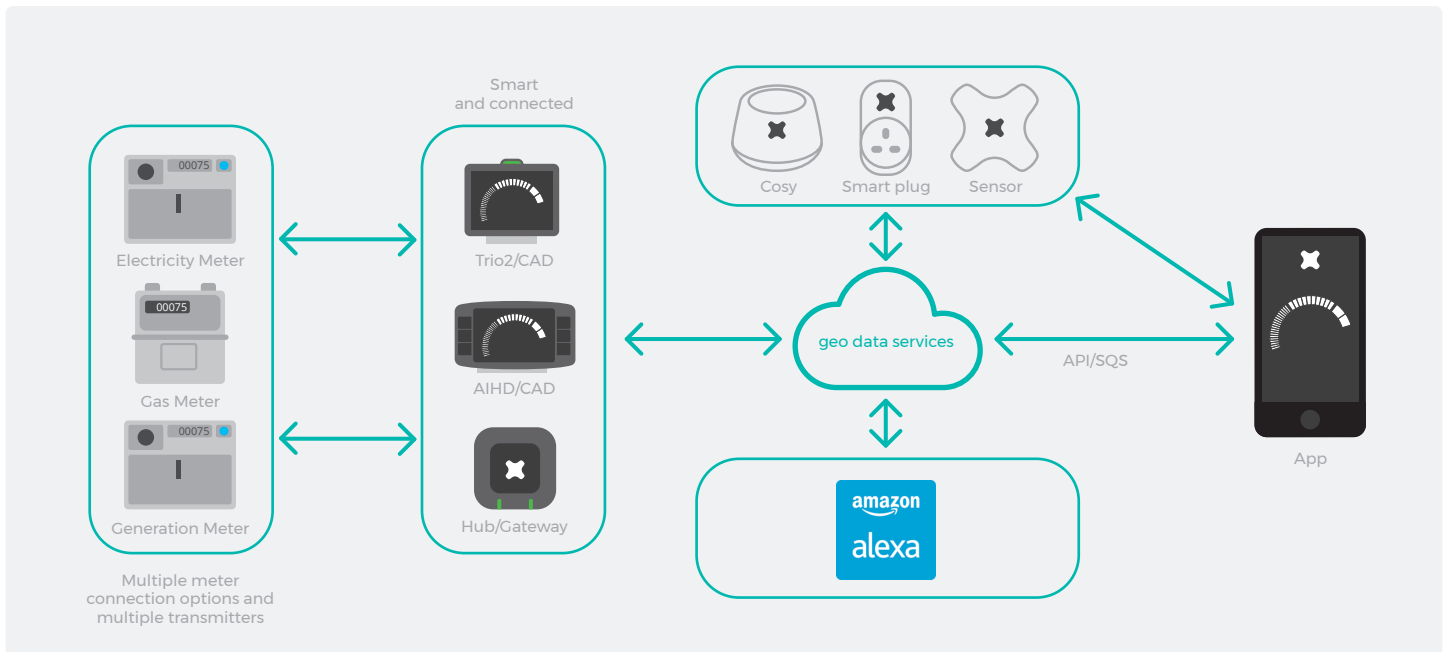 Smart
and connected
00075
Electricity Meter
00075
Gas Meter
00075
Generation Meter
Multiple meter
connection options and
multiple transmitters
Trio2/CAD
AIHD/CAD
Hub/Gateway
Cosy
Smart plug
Sensor
geo data services
API/SQS
amazon
alexa
App